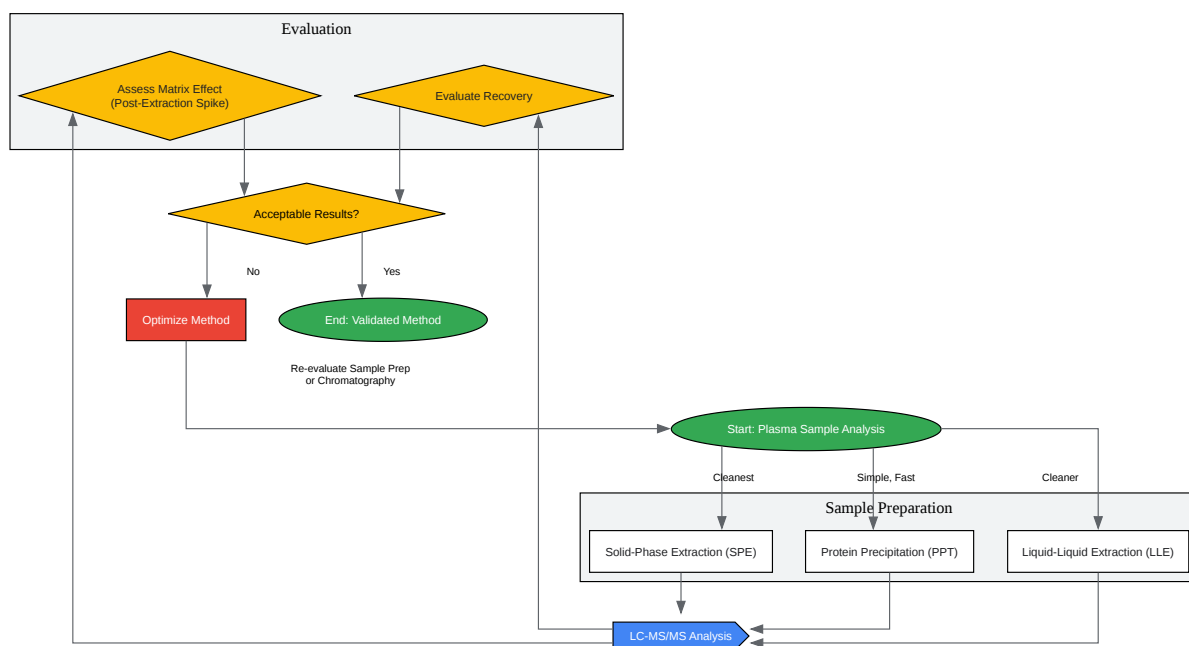 Evaluation
Assess Matrix Effect
(Post-Extraction Spike)
Evaluate Recovery
Acceptable Results?
No
Yes
Optimize Method
End: Validated Method
Re-evaluate Sample Prep
or Chromatography
Start: Plasma Sample Analysis
Cleanest
Simple, Fast
Cleaner
Sample Preparation
Solid-Phase Extraction (SPE)
Protein Precipitation (PPT)
Liquid-Liquid Extraction (LLE)
LC-MS/MS Analysis